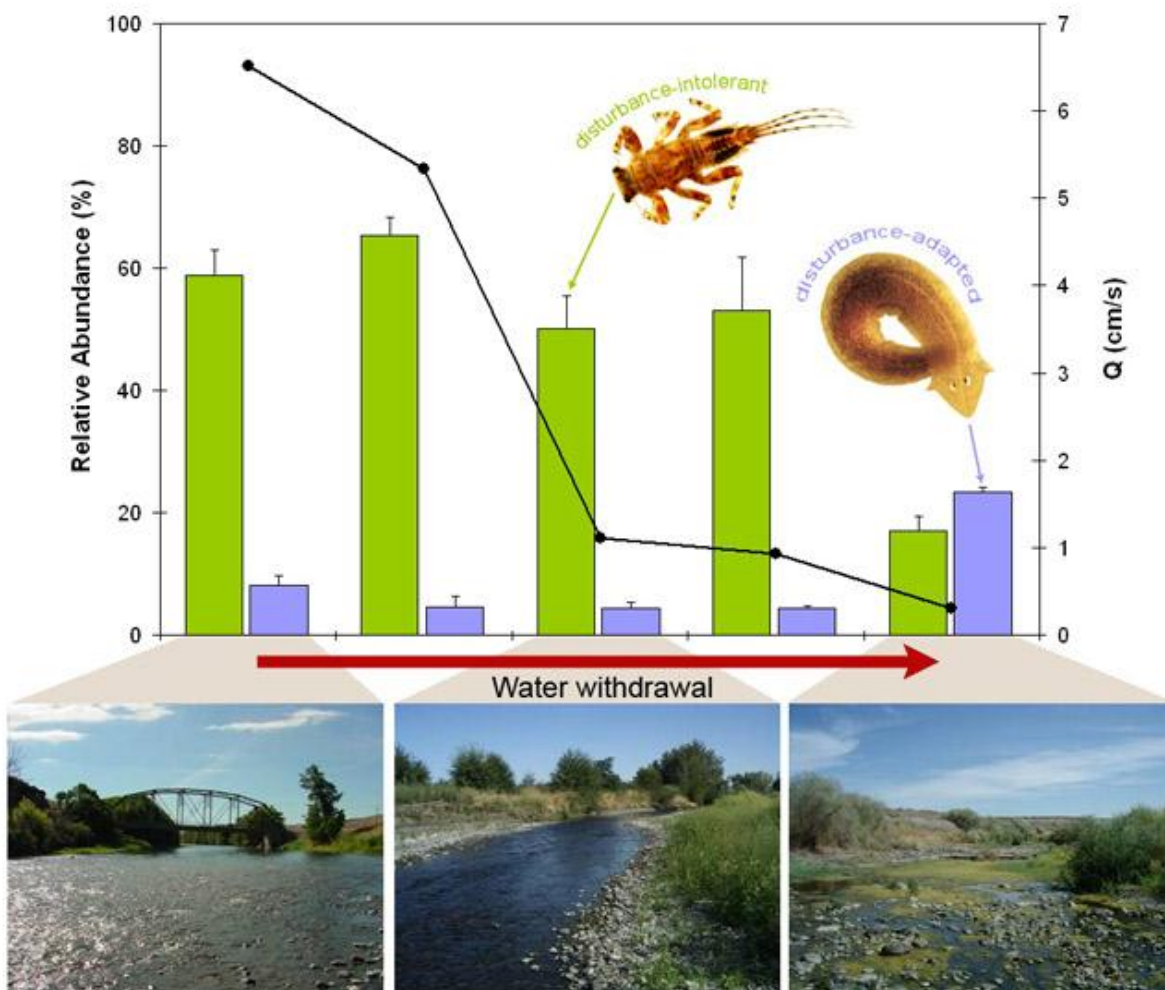 100
80
60
40
20
0
Relative Abundance (%)
disturbance-intolerant
disturbance-adapted
7
6
5
4
3
2
1
0
Q (cm/s)
Water withdrawal